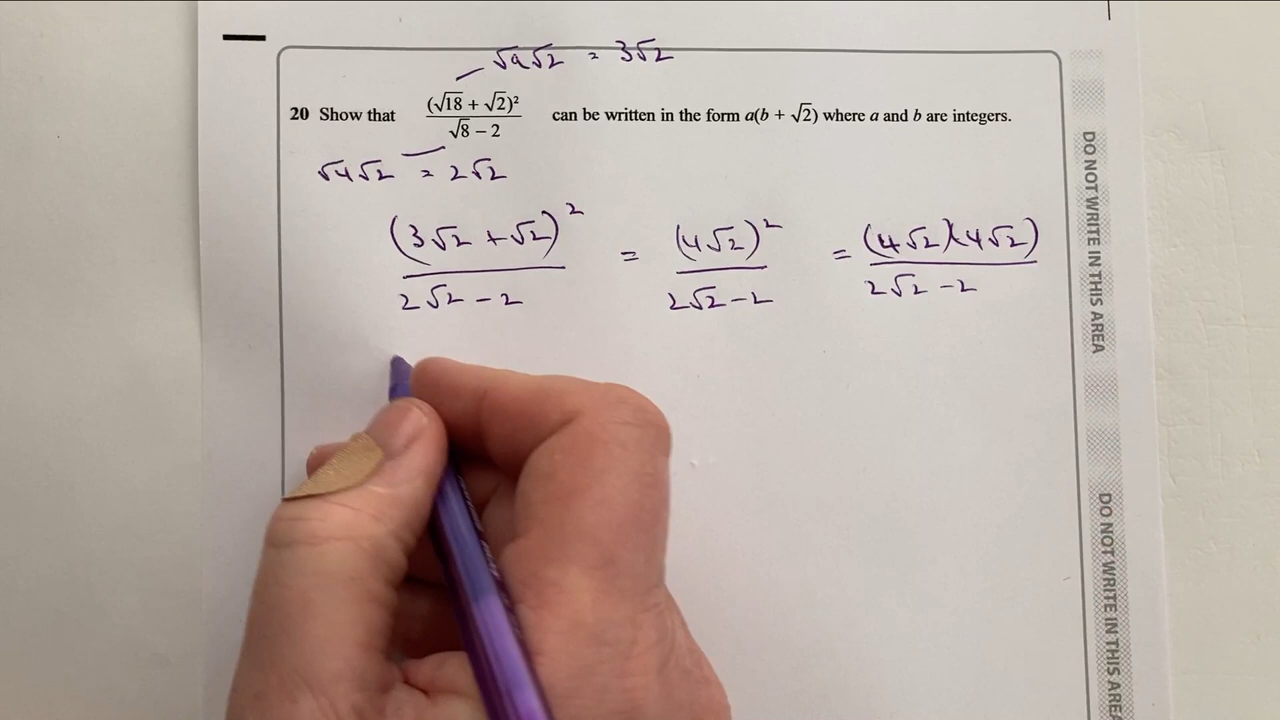 √9√2 = 3√2
20 Show that (√18 + √2)² / √8 – 2 can be written in the form a(b + √2) where a and b are integers.
√4√2 = 2√2
(3√2 + √2)² / 2√2 – 2 = (4√2)² / 2√2 – 2 = (4√2)(4√2) / 2√2 – 2
DO NOT WRITE IN THIS AREA
DO NOT WRITE IN THIS AREA